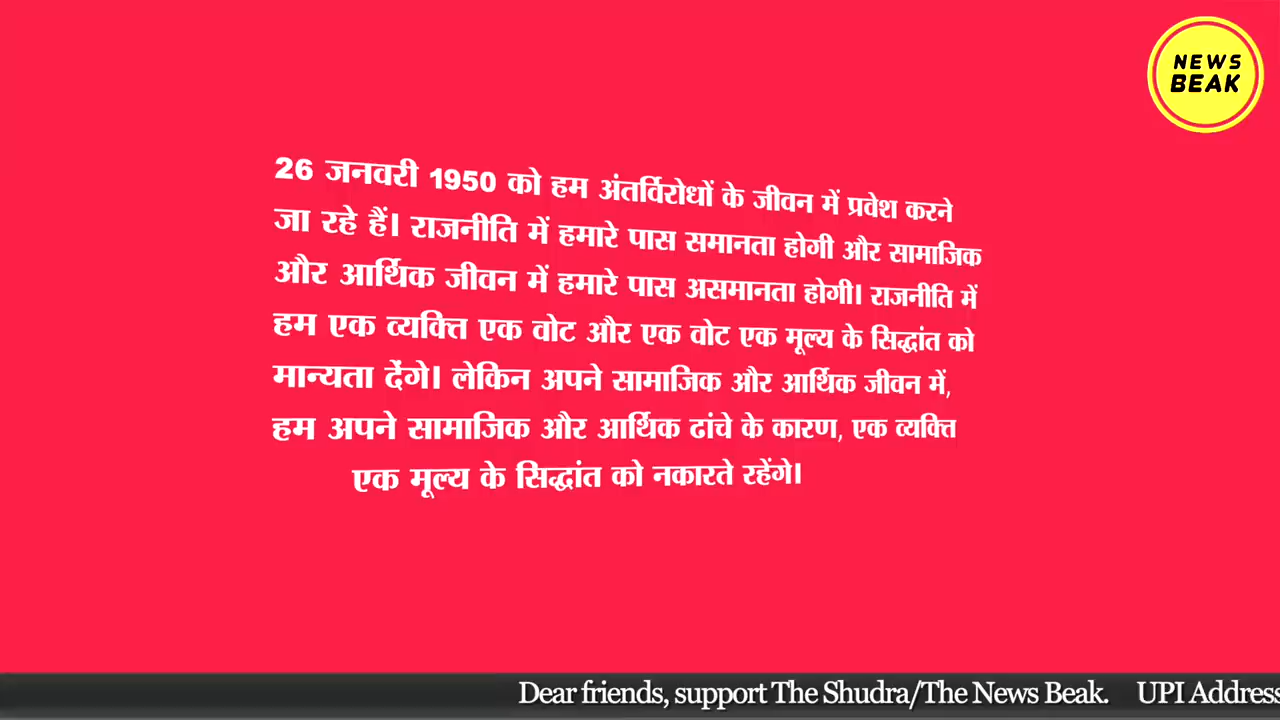 NEWS
BEAK
26 जनवरी 1950 को हम अंतर्विरोधों के जीवन में प्रवेश करने
जा रहे हैं। राजनीति में हमारे पास समानता होगी और सामाजिक
और आर्थिक जीवन में हमारे पास असमानता होगी। राजनीति में
हम एक व्यक्ति एक वोट और एक वोट एक मूल्य के सिद्धांत को
मान्यता देंगे। लेकिन अपने सामाजिक और आर्थिक जीवन में,
हम अपने सामाजिक और आर्थिक ढांचे के कारण, एक व्यक्ति
एक मूल्य के सिद्धांत को नकारते रहेंगे।
Dear friends, support The Shudra/The News Beak. UPI Address